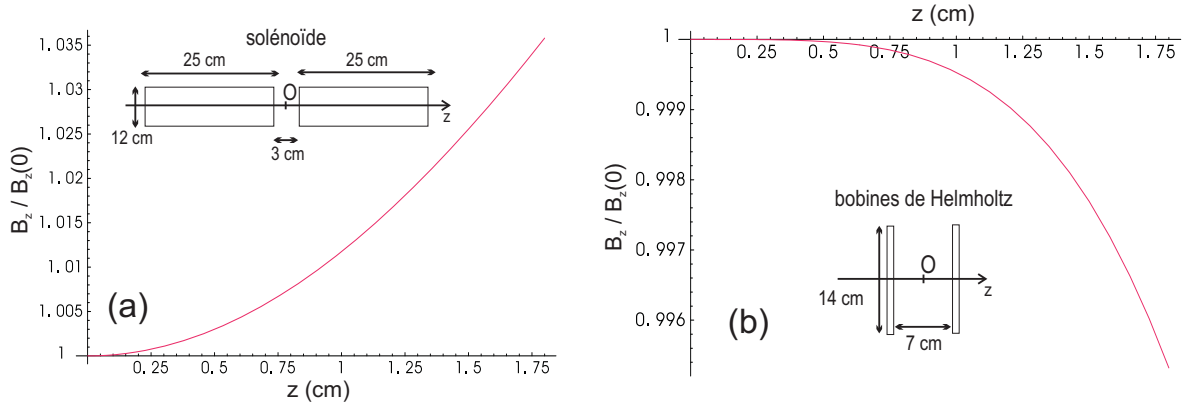 solénoïde
25 cm
25 cm
O
z
12 cm
3 cm
B_z / B_z(0)
1.035
1.03
1.025
1.02
1.015
1.01
1.005
1
0.25
0.5
0.75
1
1.25
1.5
1.75
z (cm)
(a)
z (cm)
0.25
0.5
0.75
1
1.25
1.5
1.75
1
0.999
0.998
0.997
0.996
B_z / B_z(0)
bobines de Helmholtz
O
z
14 cm
7 cm
(b)